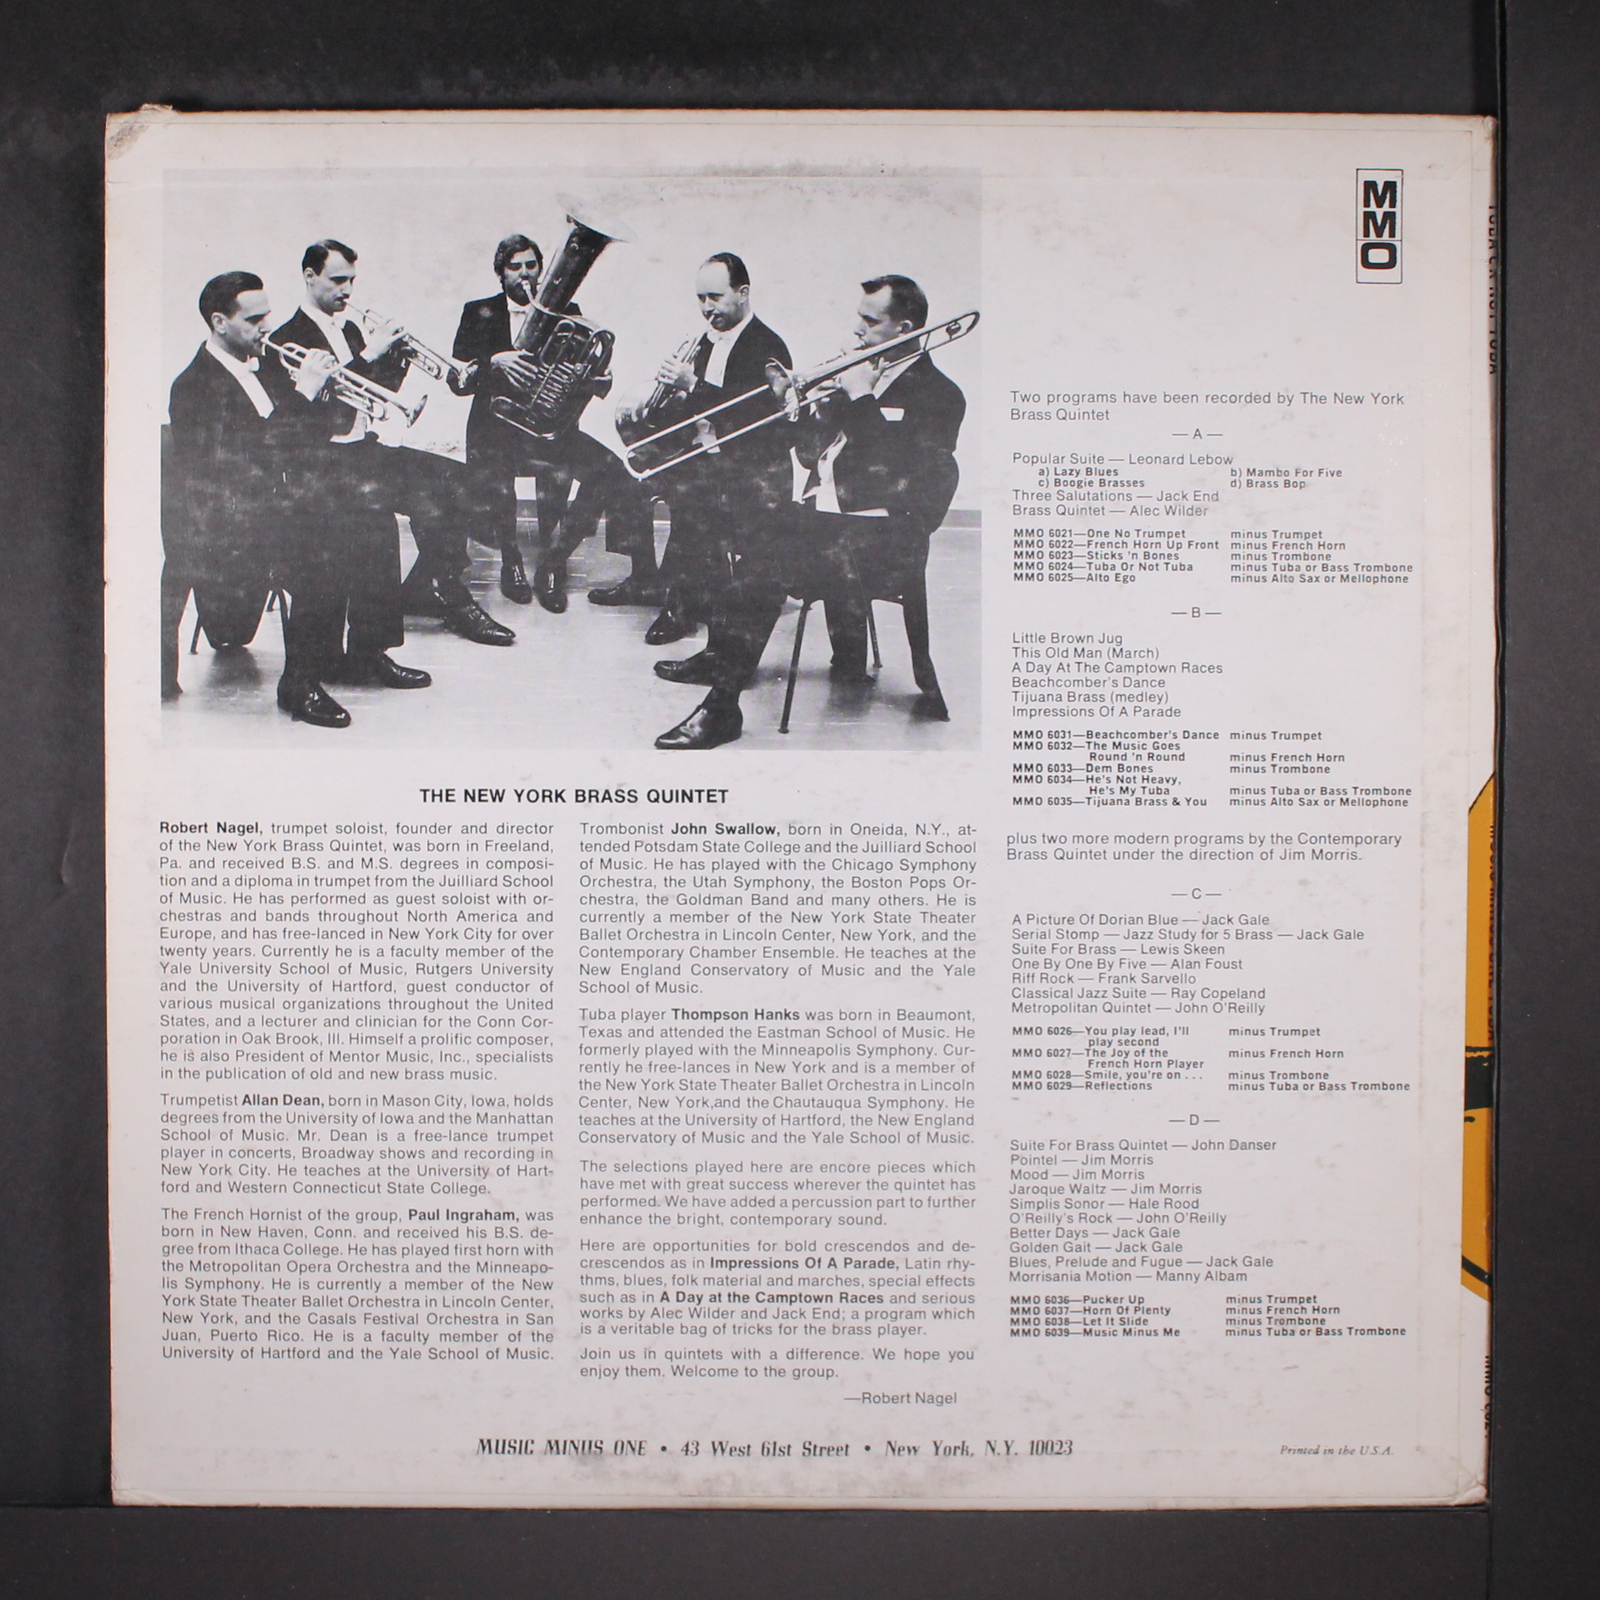 MMO
THE NEW YORK BRASS QUINTET
Robert Nagel, trumpet soloist, founder and director
of the New York Brass Quintet, was born in Freeland,
Pa. and received B.S. and M.S. degrees in composi-
tion and a diploma in trumpet from the Juilliard School
of Music. He has performed as guest soloist with or-
chestras and bands throughout North America and
Europe, and has free-lanced in New York City for over
twenty years. Currently he is a faculty member of the
Yale University School of Music, Rutgers University
and the University of Hartford, guest conductor of
various musical organizations throughout the United
States, and a lecturer and clinician for the Conn Cor-
poration in Oak Brook, Ill. Himself a prolific composer,
he is also President of Mentor Music, Inc., specialists
in the publication of old and new brass music.
Trumpetist Allan Dean, born in Mason City, Iowa, holds
degrees from the University of Iowa and the Manhattan
School of Music. Mr. Dean is a free-lance trumpet
player in concerts, Broadway shows and recording in
New York City. He teaches at the University of Hart-
ford and Western Connecticut State College.
The French Hornist of the group, Paul Ingraham, was
born in New Haven, Conn. and received his B.S. de-
gree from Ithaca College. He has played first horn with
the Metropolitan Opera Orchestra and the Minneapo-
lis Symphony. He is currently a member of the New
York State Theater Ballet Orchestra in Lincoln Center,
New York, and the Casals Festival Orchestra in San
Juan, Puerto Rico. He is a faculty member of the
University of Hartford and the Yale School of Music.
Trombonist John Swallow, born in Oneida, N.Y., at-
tended Potsdam State College and the Juilliard School
of Music. He has played with the Chicago Symphony
Orchestra, the Utah Symphony, the Boston Pops Or-
chestra, the Goldman Band and many others. He is
currently a member of the New York State Theater
Ballet Orchestra in Lincoln Center, New York, and the
Contemporary Chamber Ensemble. He teaches at the
New England Conservatory of Music and the Yale
School of Music.
Tuba player Thompson Hanks was born in Beaumont,
Texas and attended the Eastman School of Music. He
formerly played with the Minneapolis Symphony. Cur-
rently he free-lances in New York and is a member of
the New York State Theater Ballet Orchestra in Lincoln
Center, New York,and the Chautauqua Symphony. He
teaches at the University of Hartford, the New England
Conservatory of Music and the Yale School of Music.
The selections played here are encore pieces which
have met with great success wherever the quintet has
performed. We have added a percussion part to further
enhance the bright, contemporary sound.
Here are opportunities for bold crescendos and de-
crescendos as in Impressions Of A Parade, Latin rhy-
thms, blues, folk material and marches, special effects
such as in A Day at the Camptown Races and serious
works by Alec Wilder and Jack End; a program which
is a veritable bag of tricks for the brass player.
Join us in quintets with a difference. We hope you
enjoy them. Welcome to the group.
—Robert Nagel
Two programs have been recorded by The New York
Brass Quintet
— A —
Popular Suite — Leonard Lebow
a) Lazy Blues b) Mambo For Five
c) Boogie Brasses d) Brass Bop
Three Salutations — Jack End
Brass Quintet — Alec Wilder
MMO 6021—One No Trumpet minus Trumpet
MMO 6022—French Horn Up Front minus French Horn
MMO 6023—Sticks 'n Bones minus Trombone
MMO 6024—Tuba Or Not Tuba minus Tuba or Bass Trombone
MMO 6025—Alto Ego minus Alto Sax or Mellophone
— B —
Little Brown Jug
This Old Man (March)
A Day At The Camptown Races
Beachcomber's Dance
Tijuana Brass (medley)
Impressions Of A Parade
MMO 6031—Beachcomber's Dance minus Trumpet
MMO 6032—The Music Goes
Round 'n Round minus French Horn
MMO 6033—Dem Bones minus Trombone
MMO 6034—He's Not Heavy,
He's My Tuba minus Tuba or Bass Trombone
MMO 6035—Tijuana Brass & You minus Alto Sax or Mellophone
plus two more modern programs by the Contemporary
Brass Quintet under the direction of Jim Morris.
— C —
A Picture Of Dorian Blue — Jack Gale
Serial Stomp — Jazz Study for 5 Brass — Jack Gale
Suite For Brass — Lewis Skeen
One By One By Five — Alan Foust
Riff Rock — Frank Sarvello
Classical Jazz Suite — Ray Copeland
Metropolitan Quintet — John O'Reilly
MMO 6026—You play lead, I'll minus Trumpet
play second
MMO 6027—The Joy of the minus French Horn
French Horn Player
MMO 6028—Smile, you're on . . . minus Trombone
MMO 6029—Reflections minus Tuba or Bass Trombone
— D —
Suite For Brass Quintet — John Danser
Pointel — Jim Morris
Mood — Jim Morris
Jaroque Waltz — Jim Morris
Simplis Sonor — Hale Rood
O'Reilly's Rock — John O'Reilly
Better Days — Jack Gale
Golden Gait — Jack Gale
Blues, Prelude and Fugue — Jack Gale
Morrisania Motion — Manny Albam
MMO 6036—Pucker Up minus Trumpet
MMO 6037—Horn Of Plenty minus French Horn
MMO 6038—Let It Slide minus Trombone
MMO 6039—Music Minus Me minus Tuba or Bass Trombone
MUSIC MINUS ONE • 43 West 61st Street • New York, N.Y. 10023
Printed in the U.S.A.